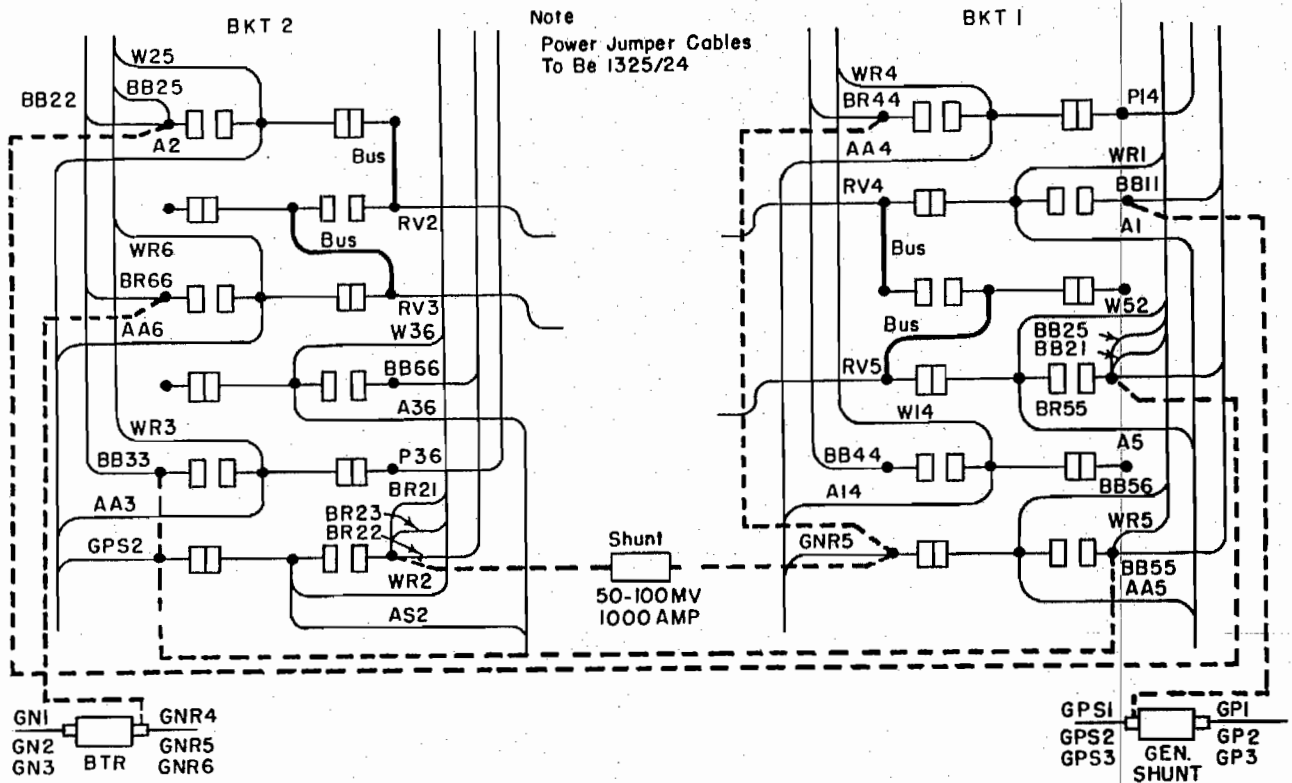 BKT 2
Note
Power Jumper Cables
To Be 1325/24
BKT 1
W25
BB25
BB22
A2
Bus
RV2
Bus
WR6
BR66
AA6
RV3
W36
BB66
A36
WR3
BB33
P36
AA3
BR21
BR23
BR22
GPS2
WR2
AS2
Shunt
50-100MV
1000 AMP
WR4
BR44
P14
AA4
WR1
RV4
BB11
A1
Bus
Bus
W52
BB25
BB21
RV5
BR55
W14
A5
BB44
A14
BB56
WR5
GNR5
BB55
AA5
GN1
GN2
GN3
BTR
GNR4
GNR5
GNR6
GPS1
GPS2
GPS3
GEN.
SHUNT
GP1
GP2
GP3